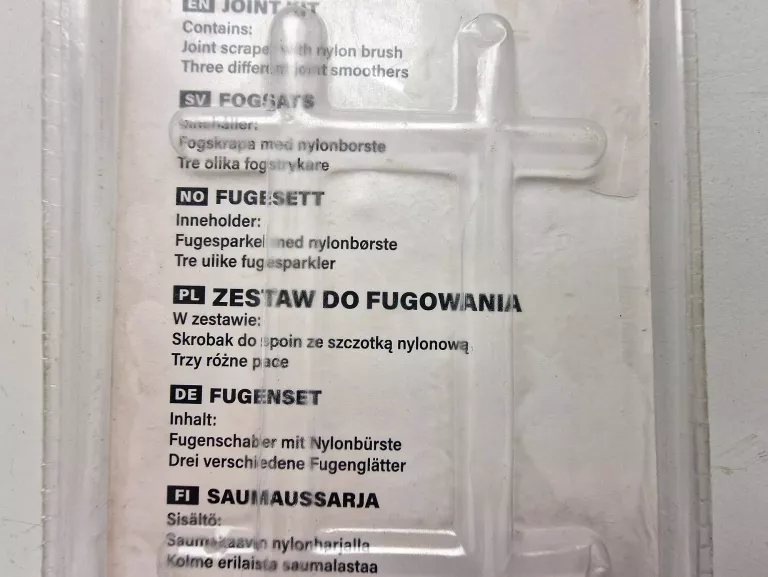 EN JOINT KIT
Contains:
Joint scraper with nylon brush
Three different joint smoothers
SV FOGSATS
Innehåller:
Fogskrapa med nylonborste
Tre olika fogstrykare
NO FUGESETT
Inneholder:
Fugesparkel med nylonbørste
Tre ulike fugesparkler
PL ZESTAW DO FUGOWANIA
W zestawie:
Skrobak do spoin ze szczotką nylonową
Trzy różne pace
DE FUGENSET
Inhalt:
Fugenschaber mit Nylonbürste
Drei verschiedene Fugenglätter
FI SAUMAUSSARJA
Sisältö:
Saumakaavin nylonharjalla
Kolme erilaista saumalastaa